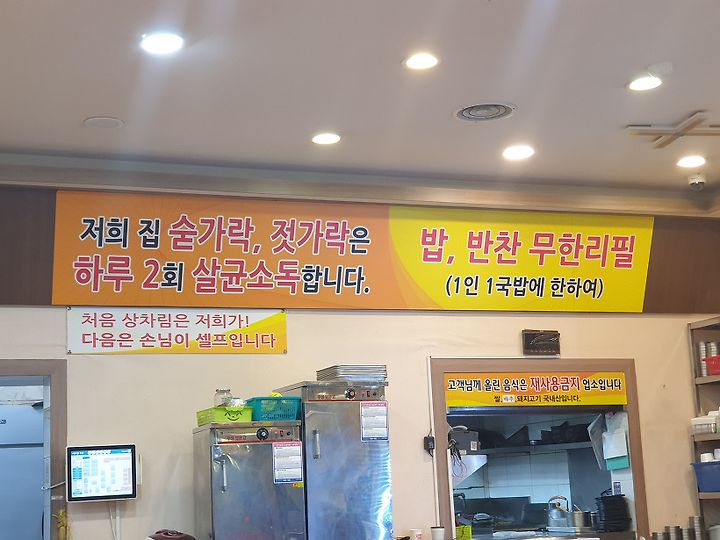 저희 집 숟가락, 젓가락은
하루 2회 살균소독합니다.
밥, 반찬 무한리필
(1인 1국밥에 한하여)
처음 상차림은 저희가!
다음은 손님이 셀프입니다
고객님께 올린 음식은 재사용금지 업소입니다
쌀, 배추, 돼지고기 국내산입니다.